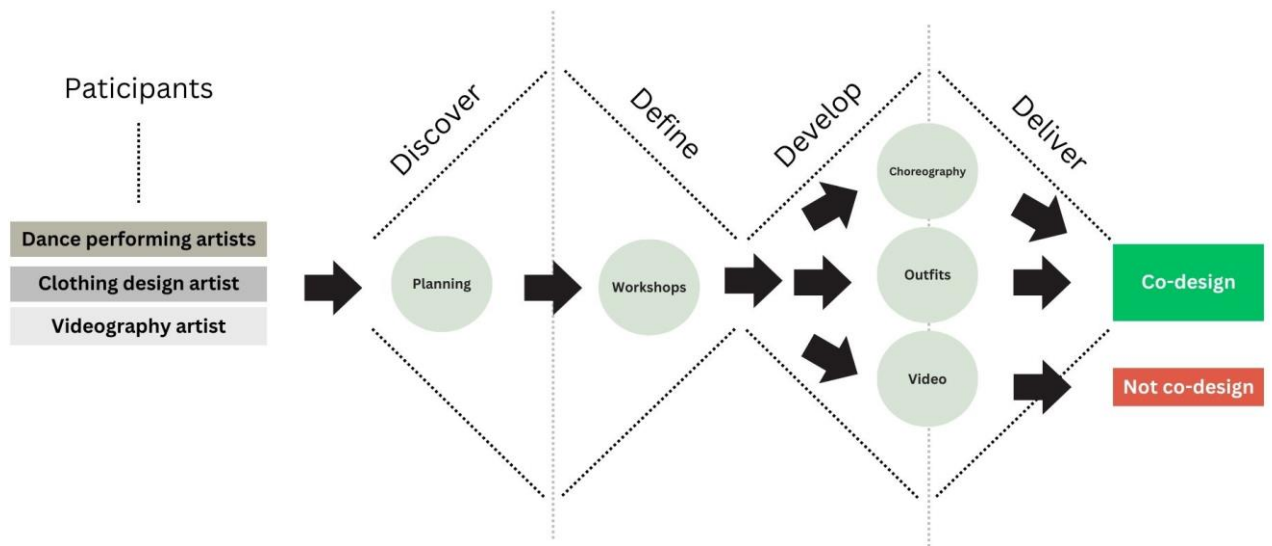 Paticipants
Dance performing artists
Clothing design artist
Videography artist
Discover
Define
Develop
Deliver
Planning
Workshops
Choreography
Outfits
Video
Co-design
Not co-design